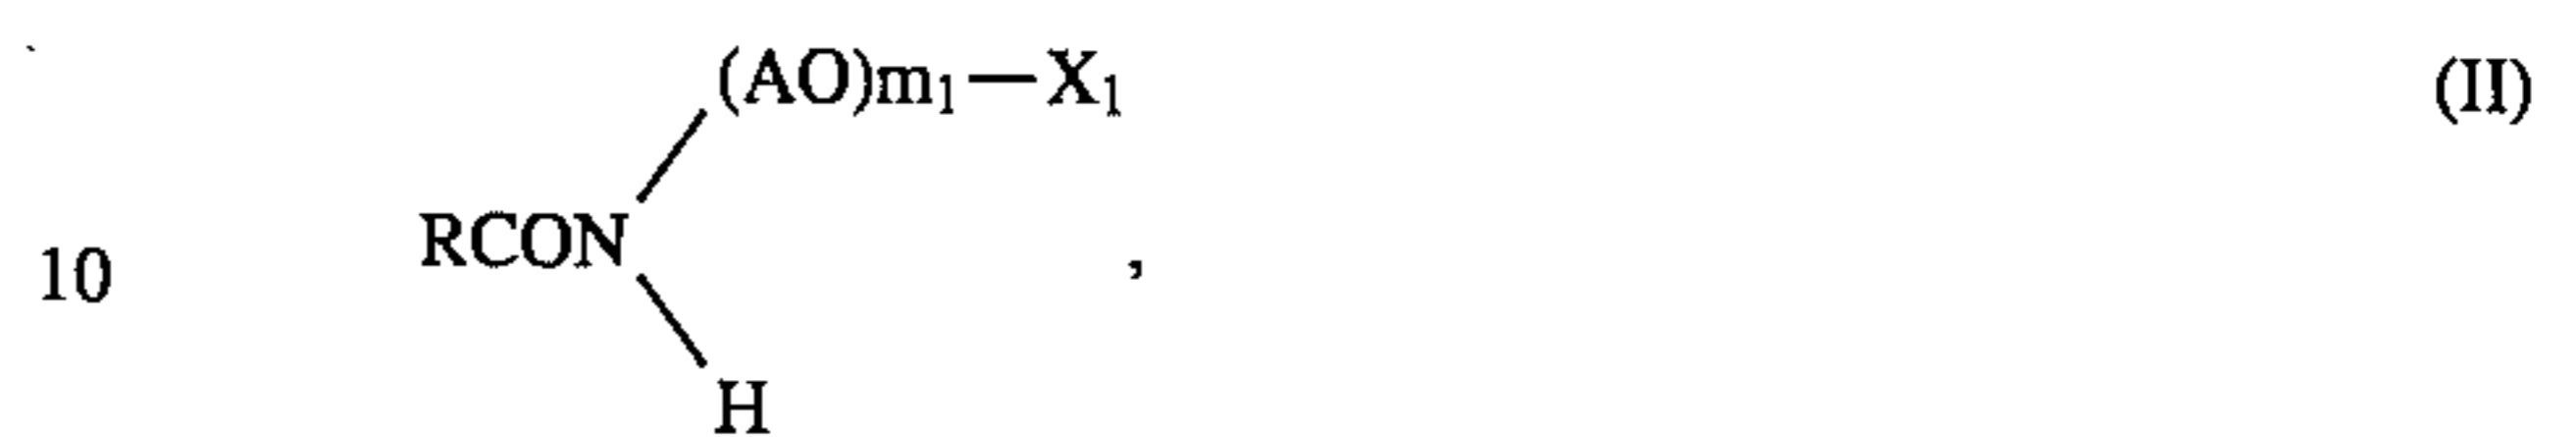 (AO)m₁—X₁ (II)
10 RCON ,
H